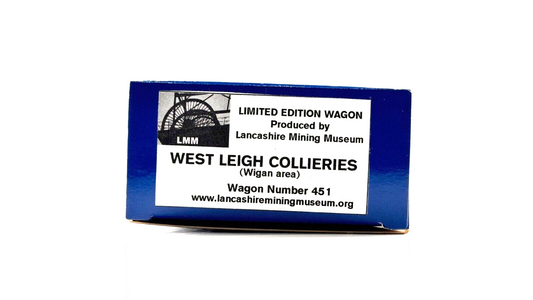 LIMITED EDITION WAGON
Produced by
Lancashire Mining Museum
LMM
WEST LEIGH COLLIERIES
(Wigan area)
Wagon Number 451
www.lancashireminingmuseum.org